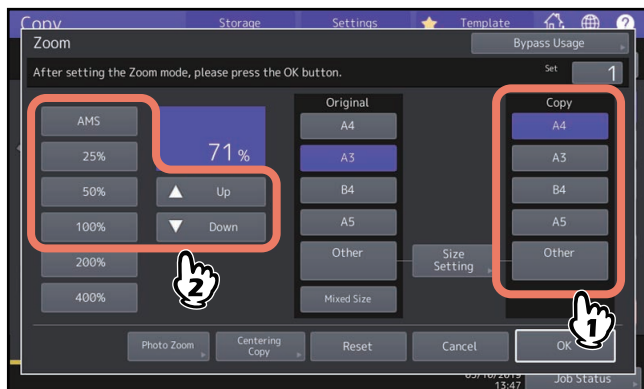 Copy Storage Settings Template
Zoom Bypass Usage
After setting the Zoom mode, please press the OK button. Set 1
Original Copy
AMS A4 A4
25% 71 % A3 A3
50% Up B4 B4
100% Down A5 A5
200% Other Size Setting Other
2
400% Mixed Size
1
Photo Zoom Centering Copy Reset Cancel OK
13:47 Job Status